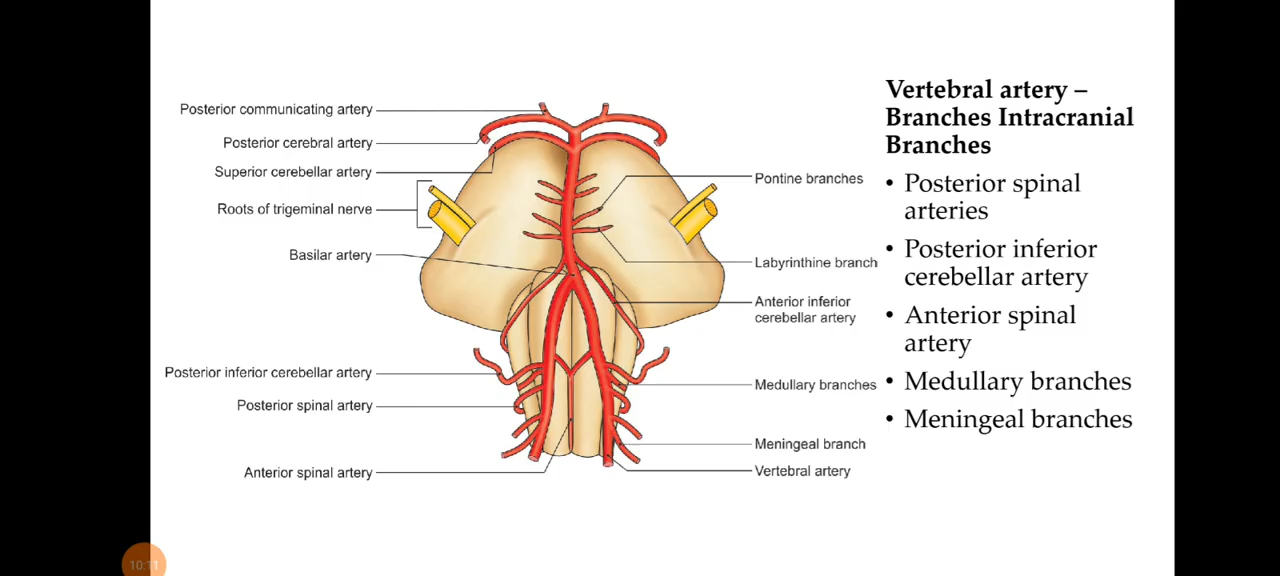 Posterior communicating artery
Posterior cerebral artery
Superior cerebellar artery
Roots of trigeminal nerve
Basilar artery
Posterior inferior cerebellar artery
Posterior spinal artery
Anterior spinal artery
Pontine branches
Labyrinthine branch
Anterior inferior
cerebellar artery
Medullary branches
Meningeal branch
Vertebral artery
Vertebral artery –
Branches Intracranial
Branches
• Posterior spinal
arteries
• Posterior inferior
cerebellar artery
• Anterior spinal
artery
• Medullary branches
• Meningeal branches
10:11